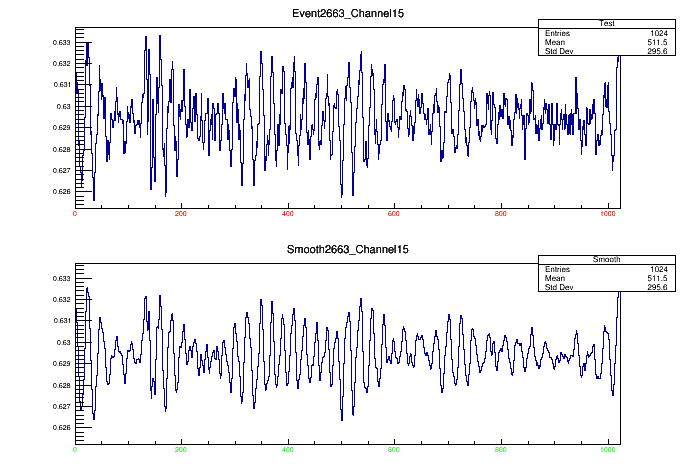 Event2663_Channel15
Test
Entries 1024
Mean 511.5
Std Dev 295.6
0.633
0.632
0.631
0.63
0.629
0.628
0.627
0.626
0 200 400 600 800 1000
Smooth2663_Channel15
Smooth
Entries 1024
Mean 511.5
Std Dev 295.6
0.633
0.632
0.631
0.63
0.629
0.628
0.627
0.626
0 200 400 600 800 1000